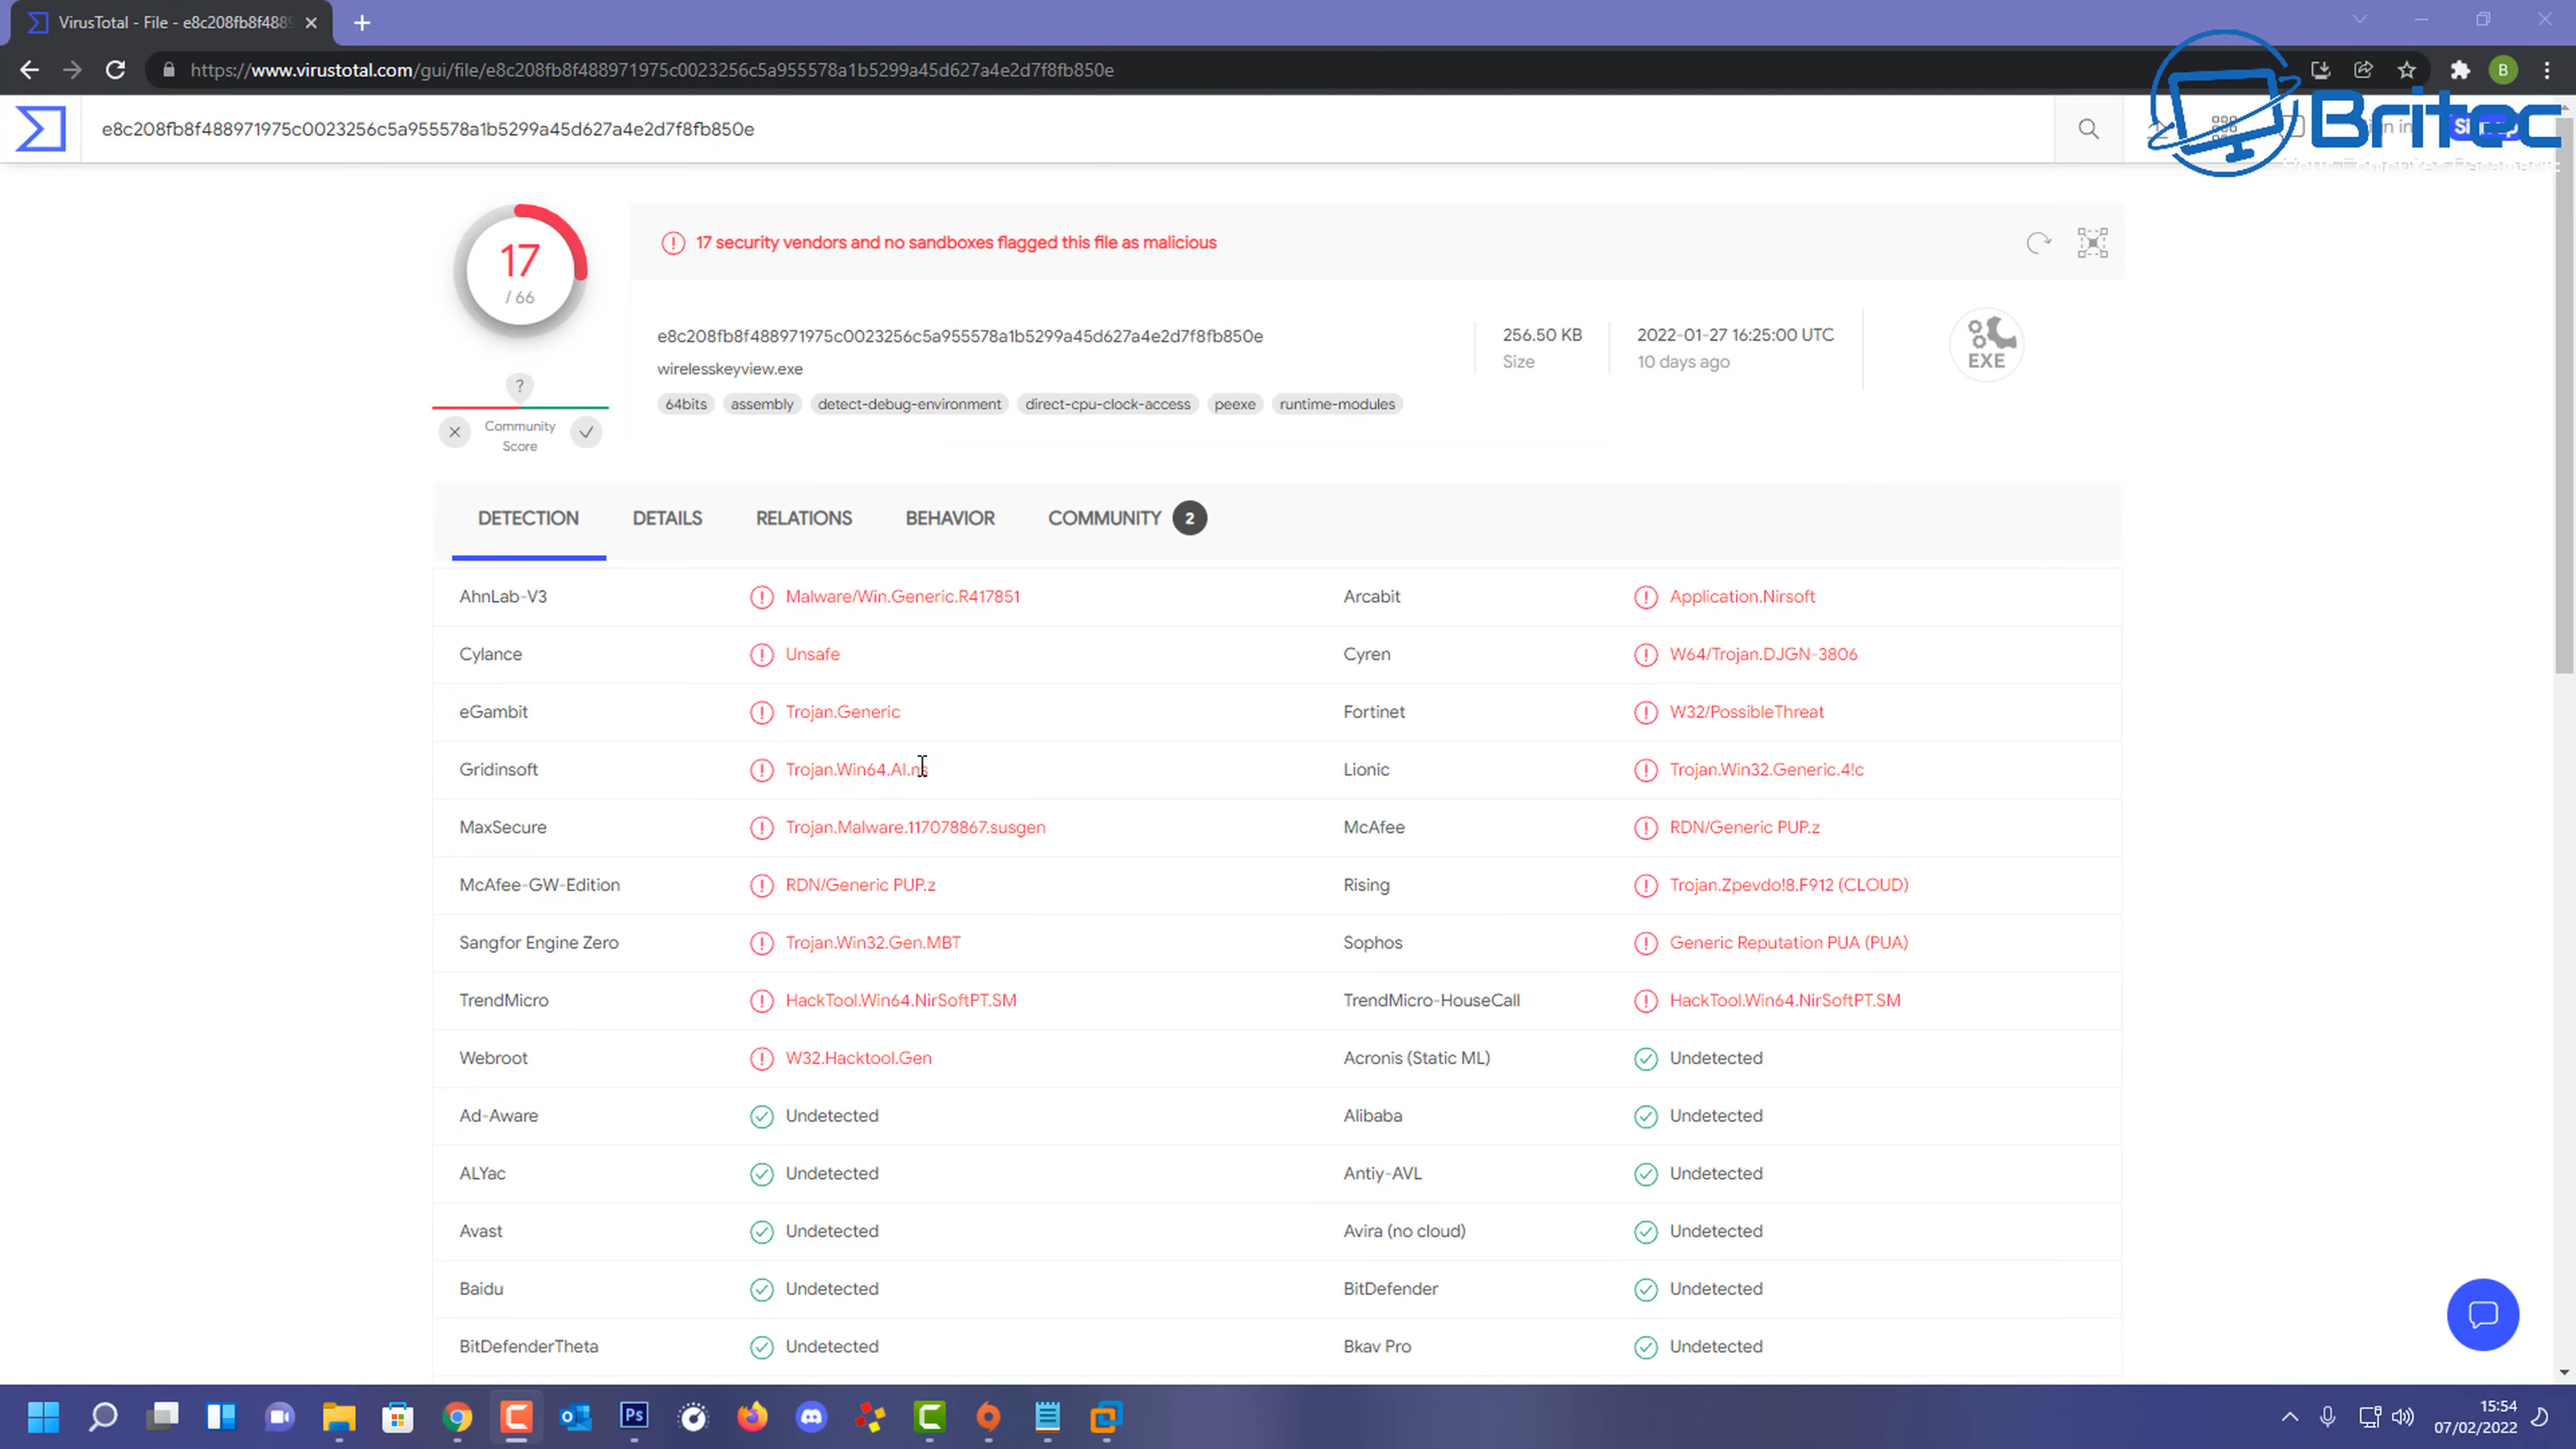 VirusTotal - File - e8c208fb8f488
https://www.virustotal.com/gui/file/e8c208fb8f488971975c0023256c5a955578a1b5299a45d627a4e2d7f8fb850e
B
e8c208fb8f488971975c0023256c5a955578a1b5299a45d627a4e2d7f8fb850e
Britec
17
/ 66
17 security vendors and no sandboxes flagged this file as malicious
e8c208fb8f488971975c0023256c5a955578a1b5299a45d627a4e2d7f8fb850e
wirelesskeyview.exe
64bits assembly detect-debug-environment direct-cpu-clock-access peexe runtime-modules
256.50 KB
Size
2022-01-27 16:25:00 UTC
10 days ago
EXE
?
Community
Score
DETECTION DETAILS RELATIONS BEHAVIOR COMMUNITY 2
AhnLab-V3 Malware/Win.Generic.R417851 Arcabit Application.Nirsoft
Cylance Unsafe Cyren W64/Trojan.DJGN-3806
eGambit Trojan.Generic Fortinet W32/PossibleThreat
Gridinsoft Trojan.Win64.AI.ns Lionic Trojan.Win32.Generic.4!c
MaxSecure Trojan.Malware.117078867.susgen McAfee RDN/Generic PUP.z
McAfee-GW-Edition RDN/Generic PUP.z Rising Trojan.Zpevdo!8.F912 (CLOUD)
Sangfor Engine Zero Trojan.Win32.Gen.MBT Sophos Generic Reputation PUA (PUA)
TrendMicro HackTool.Win64.NirSoftPT.SM TrendMicro-HouseCall HackTool.Win64.NirSoftPT.SM
Webroot W32.Hacktool.Gen Acronis (Static ML) Undetected
Ad-Aware Undetected Alibaba Undetected
ALYac Undetected Antiy-AVL Undetected
Avast Undetected Avira (no cloud) Undetected
Baidu Undetected BitDefender Undetected
BitDefenderTheta Undetected Bkav Pro Undetected
Ps
15:54
07/02/2022